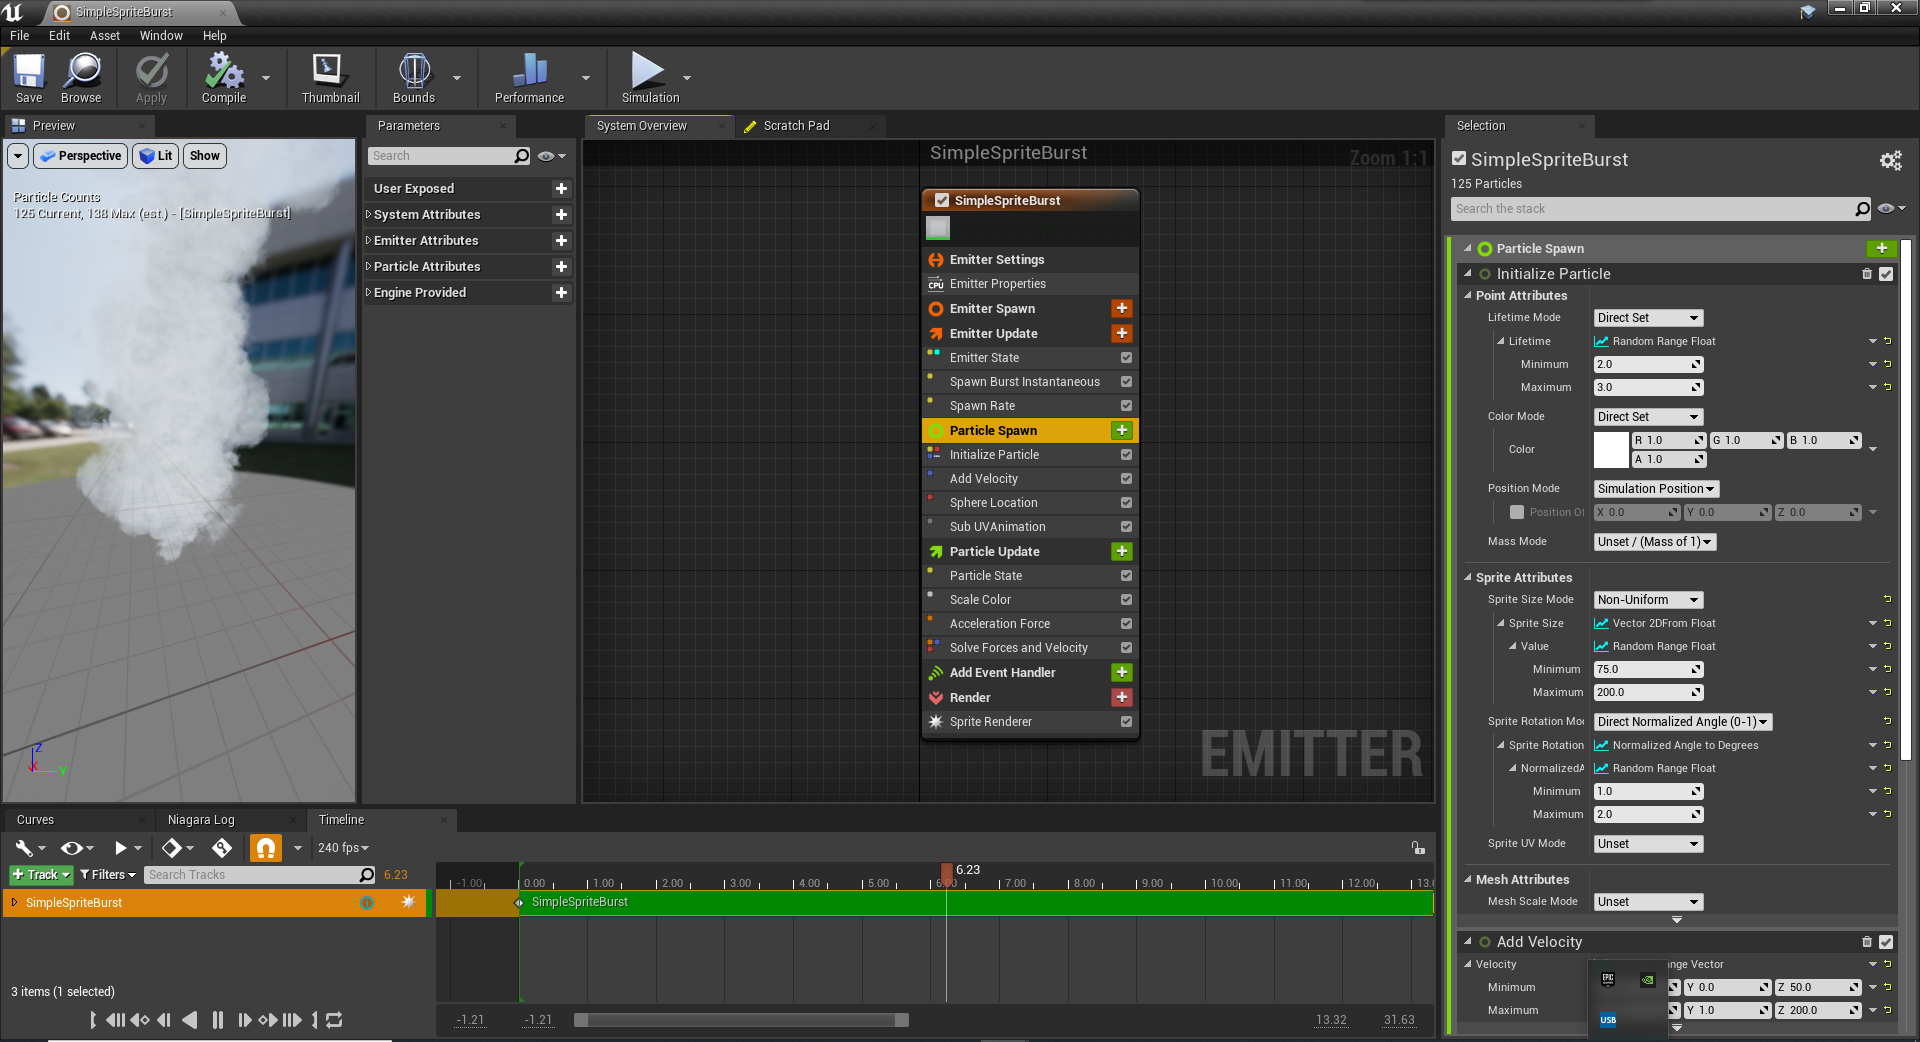 SimpleSpriteBurst
File Edit Asset Window Help
Save Browse Apply Compile Thumbnail Bounds Performance Simulation
Preview
Perspective Lit Show
Particle Counts
125 Current, 138 Max (est.) - [SimpleSpriteBurst]
Z
X
Y
Parameters
Search
User Exposed
System Attributes
Emitter Attributes
Particle Attributes
Engine Provided
System Overview Scratch Pad
SimpleSpriteBurst
Zoom 1:1
SimpleSpriteBurst
Emitter Settings
CPU Emitter Properties
Emitter Spawn
Emitter Update
Emitter State
Spawn Burst Instantaneous
Spawn Rate
Particle Spawn
Initialize Particle
Add Velocity
Sphere Location
Sub UVAnimation
Particle Update
Particle State
Scale Color
Acceleration Force
Solve Forces and Velocity
Add Event Handler
Render
Sprite Renderer
EMITTER
Selection
SimpleSpriteBurst
125 Particles
Search the stack
Particle Spawn
Initialize Particle
Point Attributes
Lifetime Mode Direct Set
Lifetime Random Range Float
Minimum 2.0
Maximum 3.0
Color Mode Direct Set
Color R 1.0 G 1.0 B 1.0
A 1.0
Position Mode Simulation Position
Position Of X 0.0 Y 0.0 Z 0.0
Mass Mode Unset / (Mass of 1)
Sprite Attributes
Sprite Size Mode Non-Uniform
Sprite Size Vector 2DFrom Float
Value Random Range Float
Minimum 75.0
Maximum 200.0
Sprite Rotation Mo Direct Normalized Angle (0-1)
Sprite Rotation Normalized Angle to Degrees
NormalizedA Random Range Float
Minimum 1.0
Maximum 2.0
Sprite UV Mode Unset
Mesh Attributes
Mesh Scale Mode Unset
Add Velocity
Velocity nge Vector
Minimum Y 0.0 Z 50.0
Maximum Y 1.0 Z 200.0
EPIC
USB
Curves Niagara Log Timeline
240 fps
+ Track Filters Search Tracks 6.23
6.23
-1.00 0.00 1.00 2.00 3.00 4.00 5.00 6.00 7.00 8.00 9.00 10.00 11.00 12.00 13.0
SimpleSpriteBurst
SimpleSpriteBurst
3 items (1 selected)
-1.21 -1.21 13.32 31.63